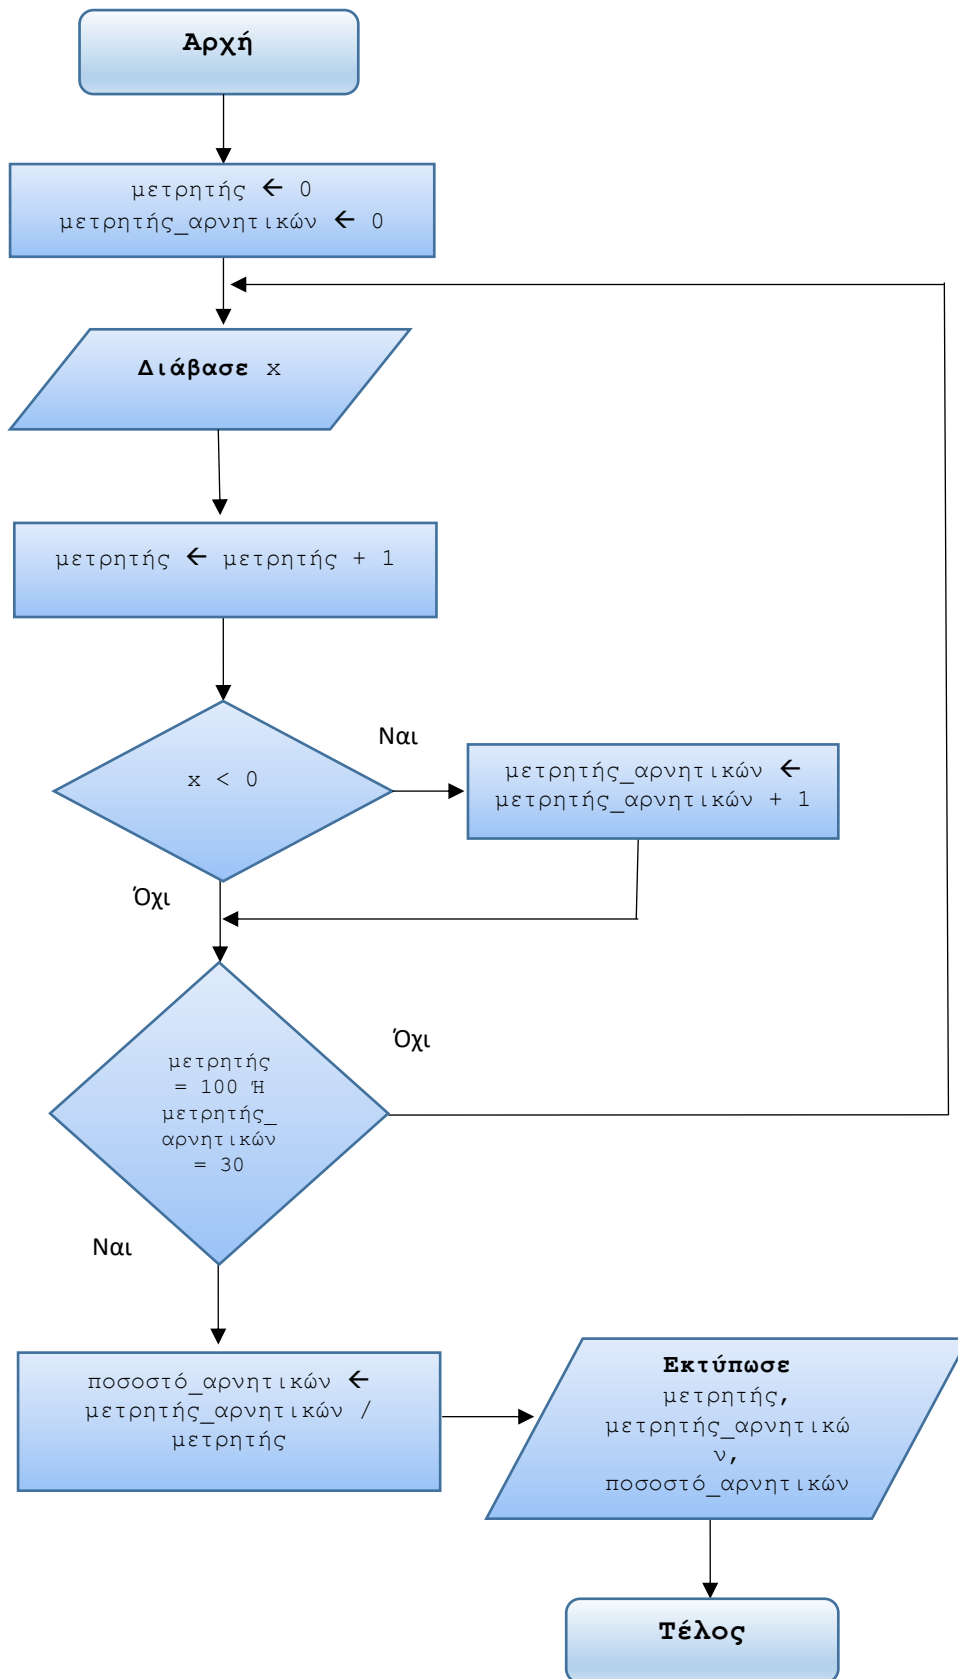 Αρχή
μετρητής ← 0
μετρητής_αρνητικών ← 0
Διάβασε x
μετρητής ← μετρητής + 1
x < 0
Ναι
μετρητής_αρνητικών ←
μετρητής_αρνητικών + 1
Όχι
μετρητής
= 100 Ή
μετρητής_
αρνητικών
= 30
Όχι
Ναι
ποσοστό_αρνητικών ←
μετρητής_αρνητικών /
μετρητής
Εκτύπωσε
μετρητής,
μετρητής_αρνητικώ
ν,
ποσοστό_αρνητικών
Τέλος